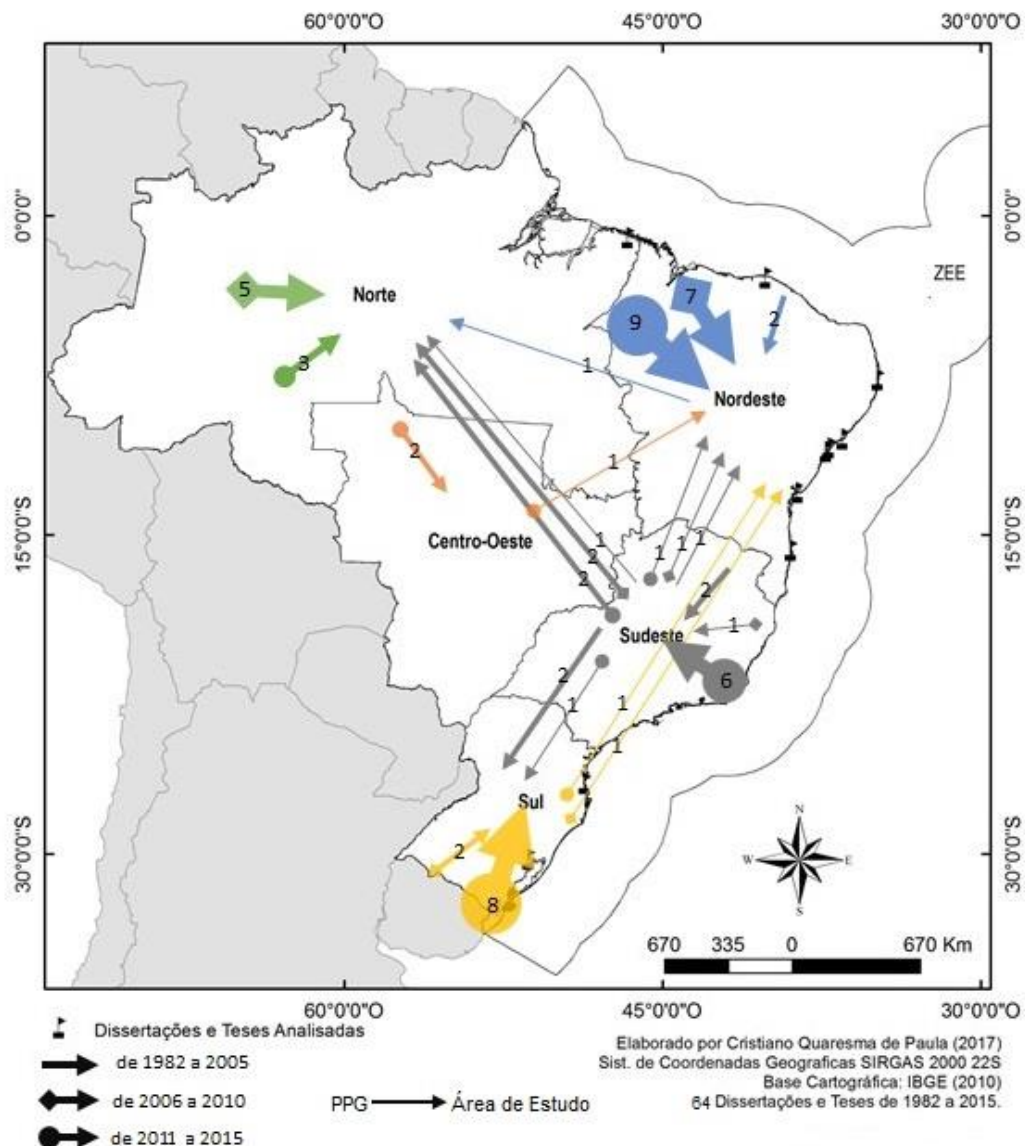 60°0'0"O 45°0'0"O 30°0'0"O
0°0'0"
ZEE
5
Norte
7
9
2
3
1
Nordeste
2
1
15°0'0"S
15°0'0"S
Centro-Oeste
1
2
2
1
1
1
2
Sudeste
1
6
2
1
1
1
Sul
N
W E
S
30°0'0"S
30°0'0"S
2
8
670 335 0 670 Km
60°0'0"O 45°0'0"O 30°0'0"O
Dissertações e Teses Analisadas
de 1982 a 2005
de 2006 a 2010
de 2011 a 2015
PPG Área de Estudo
Elaborado por Cristiano Quaresma de Paula (2017)
Sist. de Coordenadas Geograficas SIRGAS 2000 22S
Base Cartográfica: IBGE (2010)
64 Dissertações e Teses de 1982 a 2015.